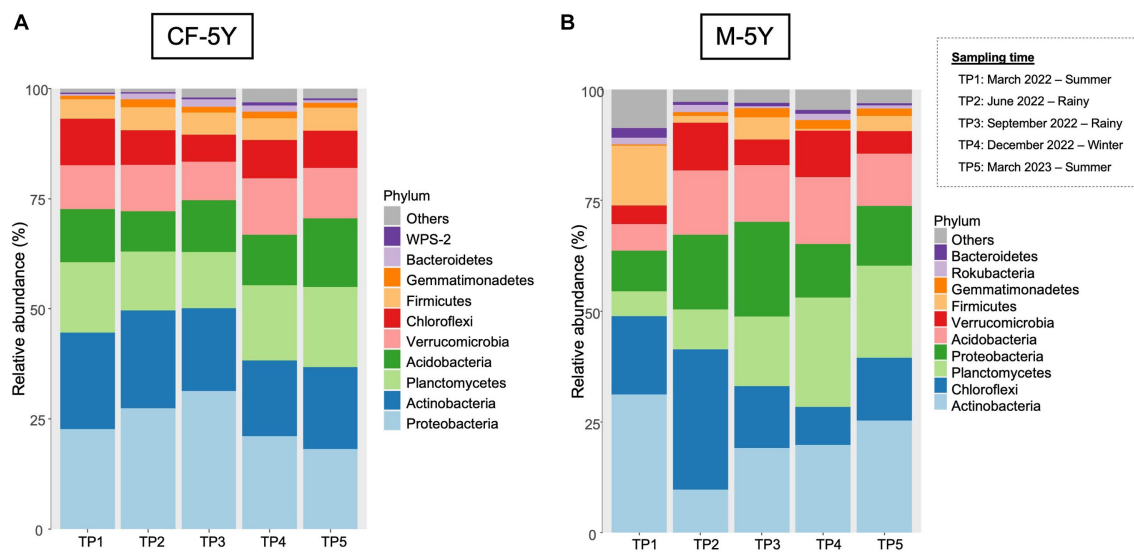 A
CF-5Y
100
75
50
25
0
Relative abundance (%)
TP1 TP2 TP3 TP4 TP5
Phylum
Others
WPS-2
Bacteroidetes
Gemmatimonadetes
Firmicutes
Chloroflexi
Verrucomicrobia
Acidobacteria
Planctomycetes
Actinobacteria
Proteobacteria
B
M-5Y
100
75
50
25
0
Relative abundance (%)
TP1 TP2 TP3 TP4 TP5
Sampling time
TP1: March 2022 – Summer
TP2: June 2022 – Rainy
TP3: September 2022 – Rainy
TP4: December 2022 – Winter
TP5: March 2023 – Summer
Phylum
Others
Bacteroidetes
Rokubacteria
Gemmatimonadetes
Firmicutes
Verrucomicrobia
Acidobacteria
Proteobacteria
Planctomycetes
Chloroflexi
Actinobacteria